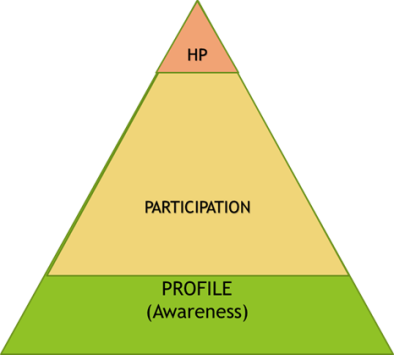 HP
PARTICIPATION
PROFILE
(Awareness)